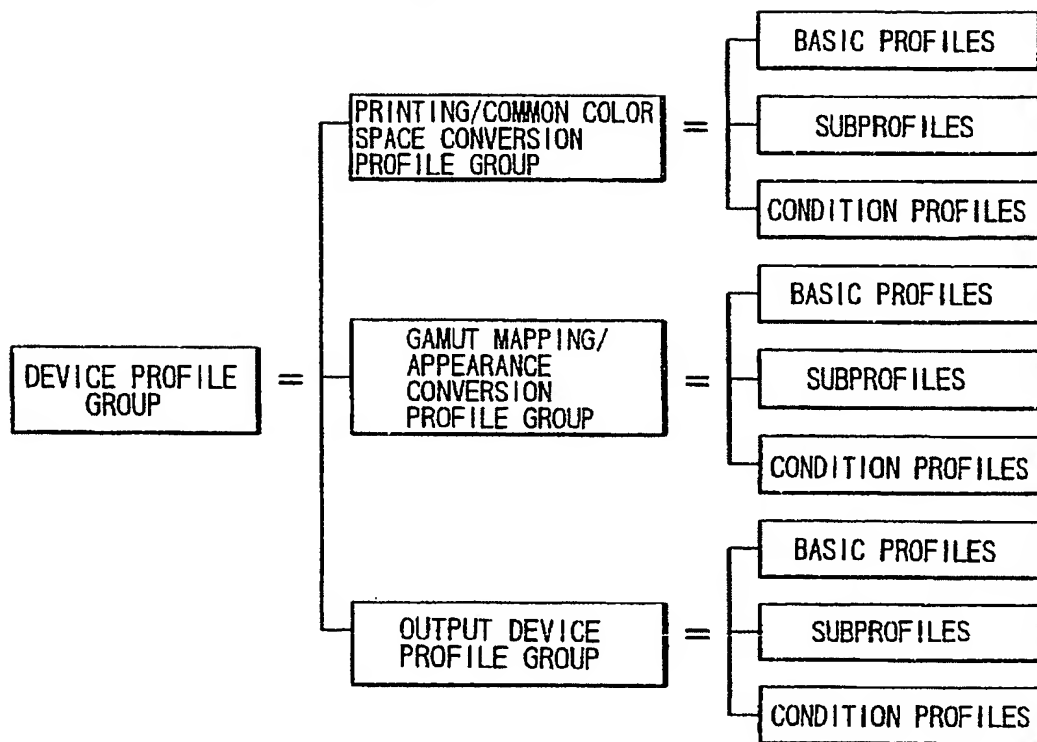 BASIC PROFILES
PRINTING/COMMON COLOR
SPACE CONVERSION
PROFILE GROUP
=
SUBPROFILES
CONDITION PROFILES
BASIC PROFILES
DEVICE PROFILE
GROUP
=
GAMUT MAPPING/
APPEARANCE
CONVERSION
PROFILE GROUP
=
SUBPROFILES
CONDITION PROFILES
BASIC PROFILES
OUTPUT DEVICE
PROFILE GROUP
=
SUBPROFILES
CONDITION PROFILES